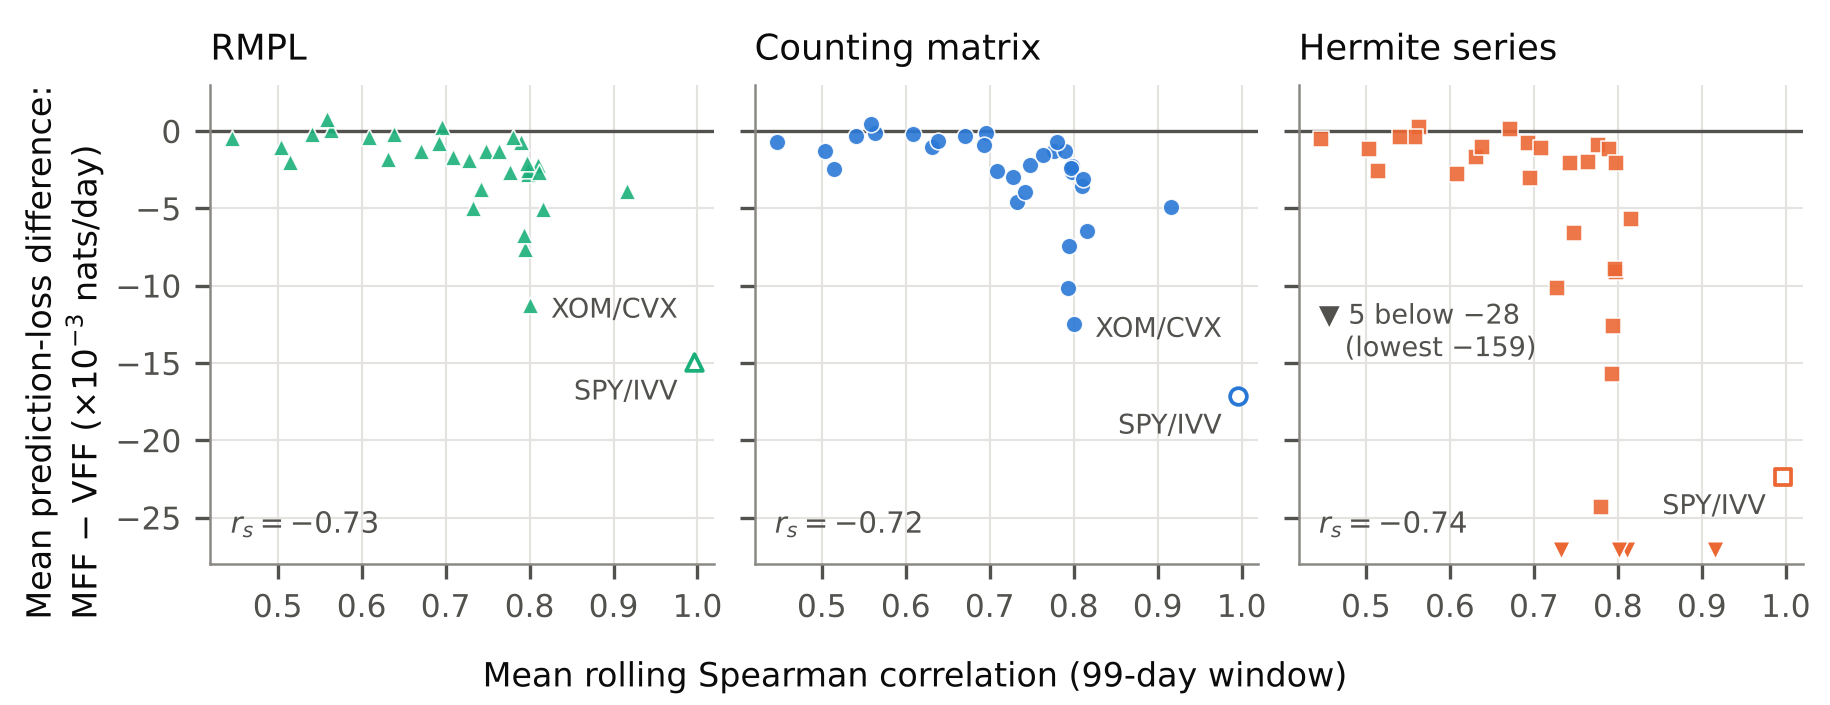 RMPL
Counting matrix
Hermite series
Mean prediction-loss difference:
MFF − VFF (×10⁻³ nats/day)
0
−5
−10
−15
−20
−25
XOM/CVX
SPY/IVV
rₛ = −0.73
XOM/CVX
SPY/IVV
rₛ = −0.72
▼ 5 below −28
(lowest −159)
SPY/IVV
rₛ = −0.74
0.5 0.6 0.7 0.8 0.9 1.0
0.5 0.6 0.7 0.8 0.9 1.0
0.5 0.6 0.7 0.8 0.9 1.0
Mean rolling Spearman correlation (99-day window)